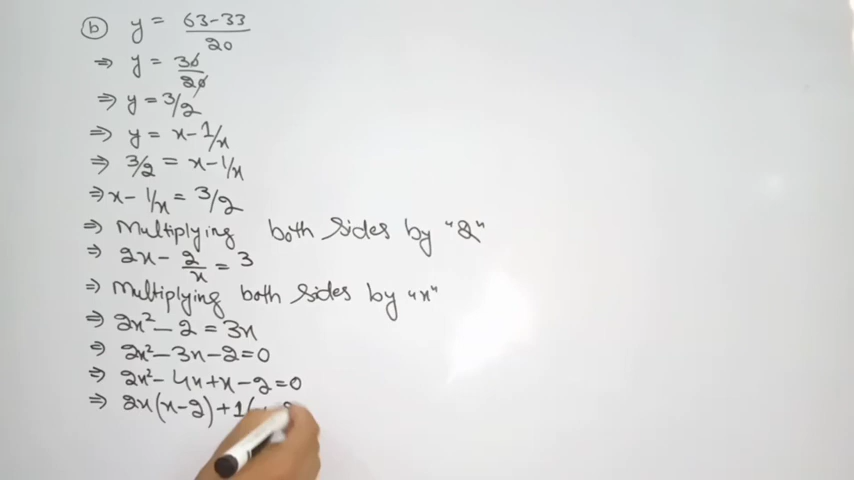 ⓑ y = 63-33/20
⇒ y = 30/20
⇒ y = 3/2
⇒ y = x - 1/x
⇒ 3/2 = x - 1/x
⇒ x - 1/x = 3/2
⇒ Multiplying both sides by "2"
⇒ 2x - 2/x = 3
⇒ Multiplying both sides by "x"
⇒ 2x² - 2 = 3x
⇒ 2x² - 3x - 2 = 0
⇒ 2x² - 4x + x - 2 = 0
⇒ 2x(x-2) + 1(